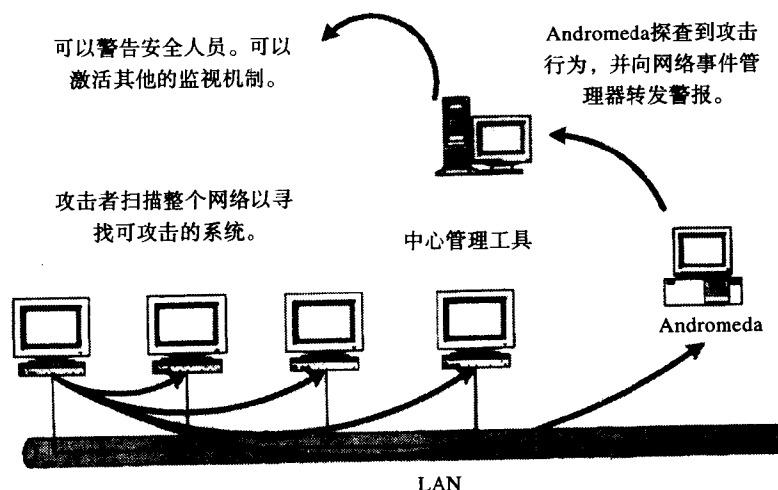 可以警告安全人员。可以
激活其他的监视机制。
Andromeda探查到攻击
行为，并向网络事件管
理器转发警报。
攻击者扫描整个网络以寻
找可攻击的系统。
中心管理工具
Andromeda
LAN